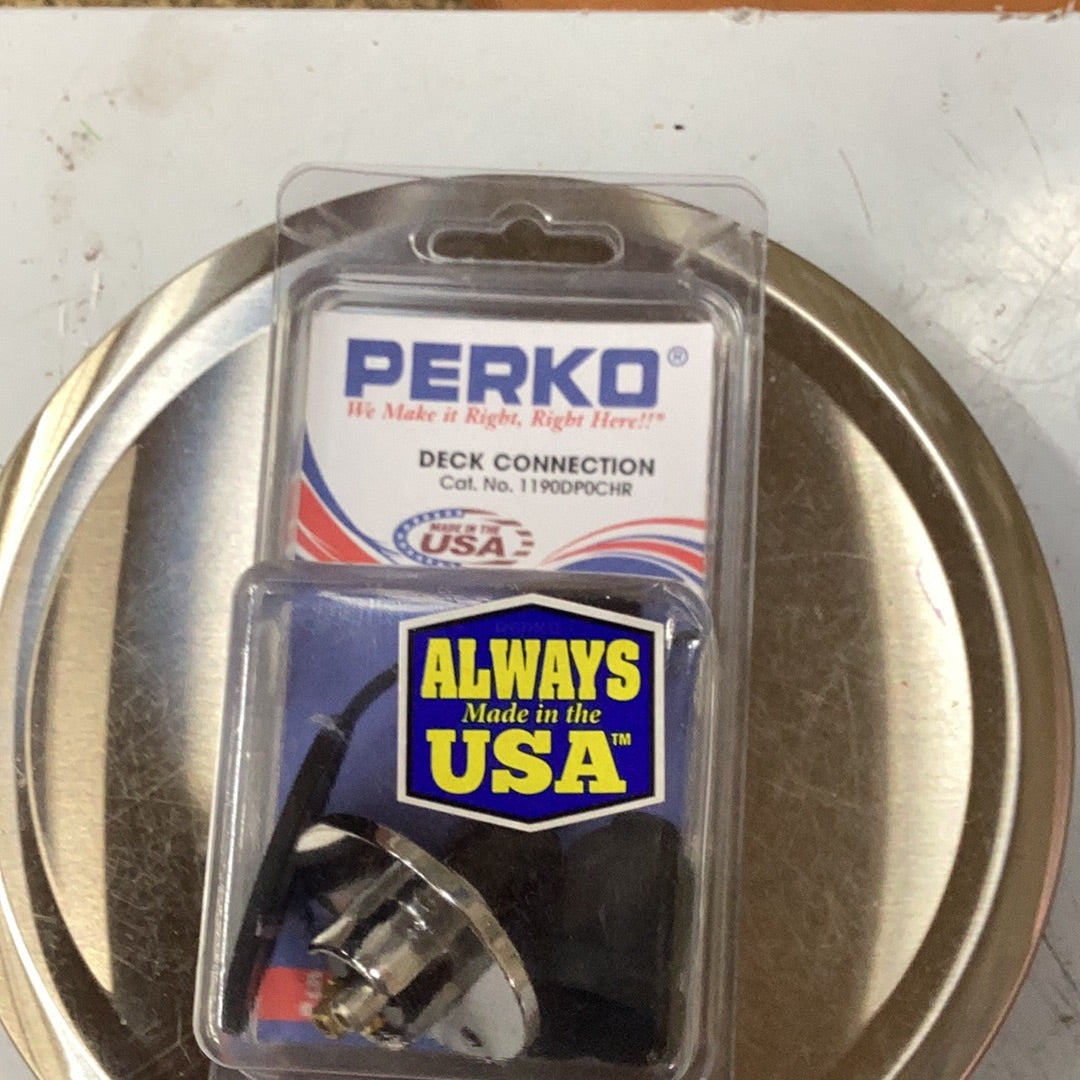 PERKO®
We Make it Right, Right Here!!®
DECK CONNECTION
Cat. No. 1190DP0CHR
MADE IN THE
USA
ALWAYS
Made in the
USA™